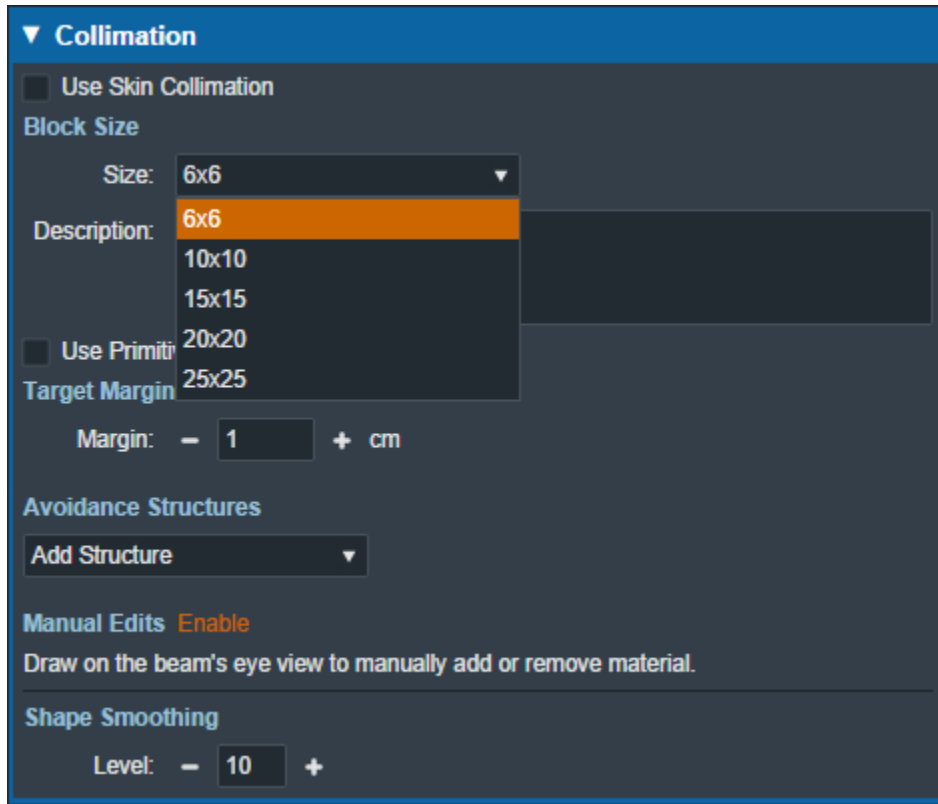 Collimation
Use Skin Collimation
Block Size
Size: 6x6
Description:
6x6
10x10
15x15
20x20
25x25
Use
Target Margin
Margin: 1 cm
Avoidance Structures
Add Structure
Manual Edits Enable
Draw on the beam's eye view to manually add or remove material.
Shape Smoothing
Level: 10